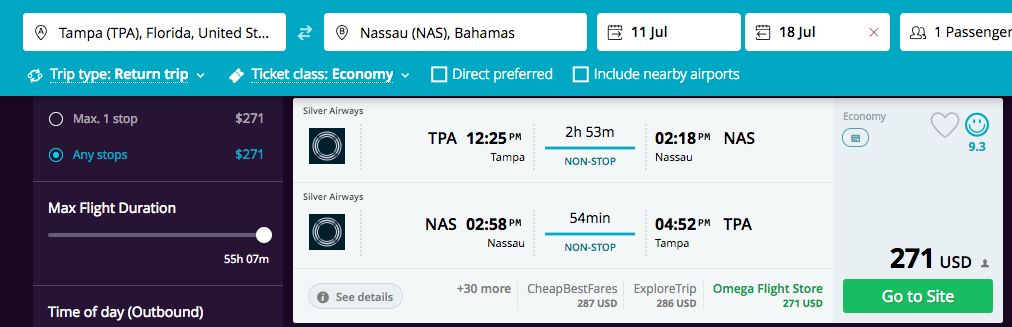 Tampa (TPA), Florida, United St...
Nassau (NAS), Bahamas
11 Jul
18 Jul
1 Passenger
Trip type: Return trip
Ticket class: Economy
Direct preferred
Include nearby airports
Max. 1 stop $271
Any stops $271
Max Flight Duration
55h 07m
Time of day (Outbound)
Silver Airways
TPA 12:25 PM
Tampa
2h 53m
NON-STOP
02:18 PM NAS
Nassau
Silver Airways
NAS 02:58 PM
Nassau
54min
NON-STOP
04:52 PM TPA
Tampa
See details
+30 more
CheapBestFares
287 USD
ExploreTrip
286 USD
Omega Flight Store
271 USD
Economy
9.3
271 USD
Go to Site